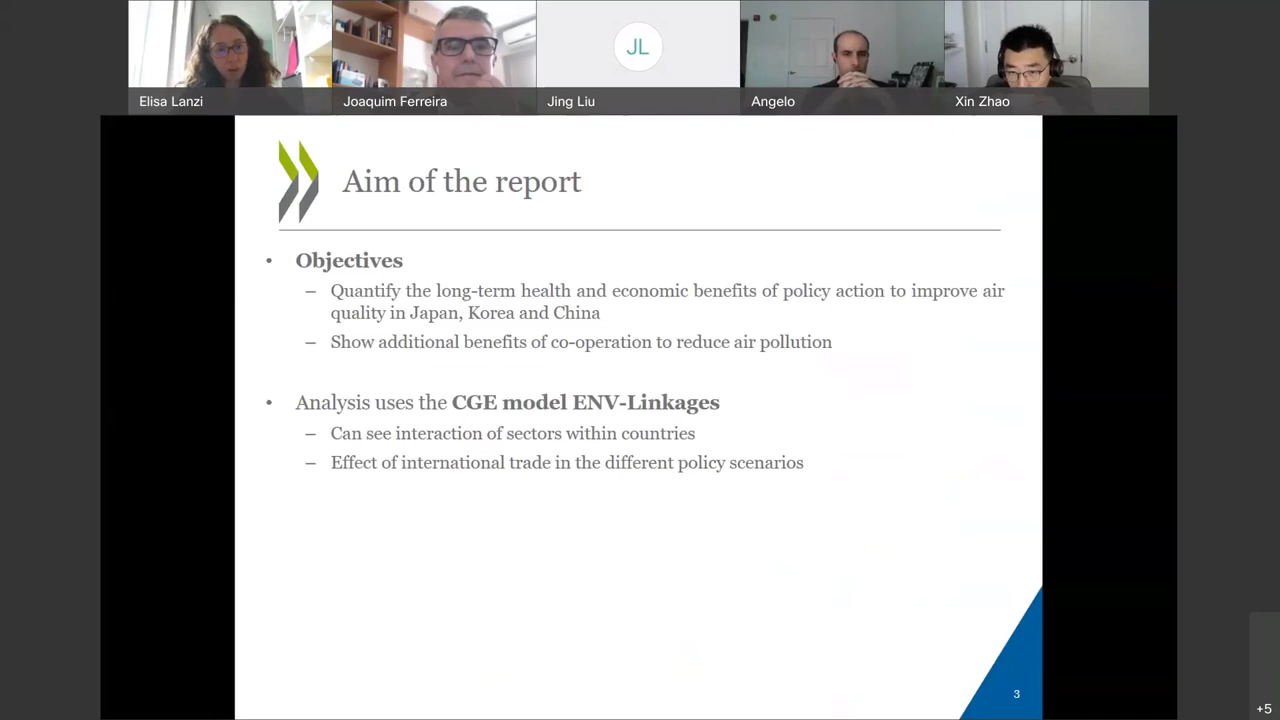 JL
Elisa Lanzi
Joaquim Ferreira
Jing Liu
Angelo
Xin Zhao
Aim of the report
• Objectives
– Quantify the long-term health and economic benefits of policy action to improve air
quality in Japan, Korea and China
– Show additional benefits of co-operation to reduce air pollution
• Analysis uses the CGE model ENV-Linkages
– Can see interaction of sectors within countries
– Effect of international trade in the different policy scenarios
3
+5